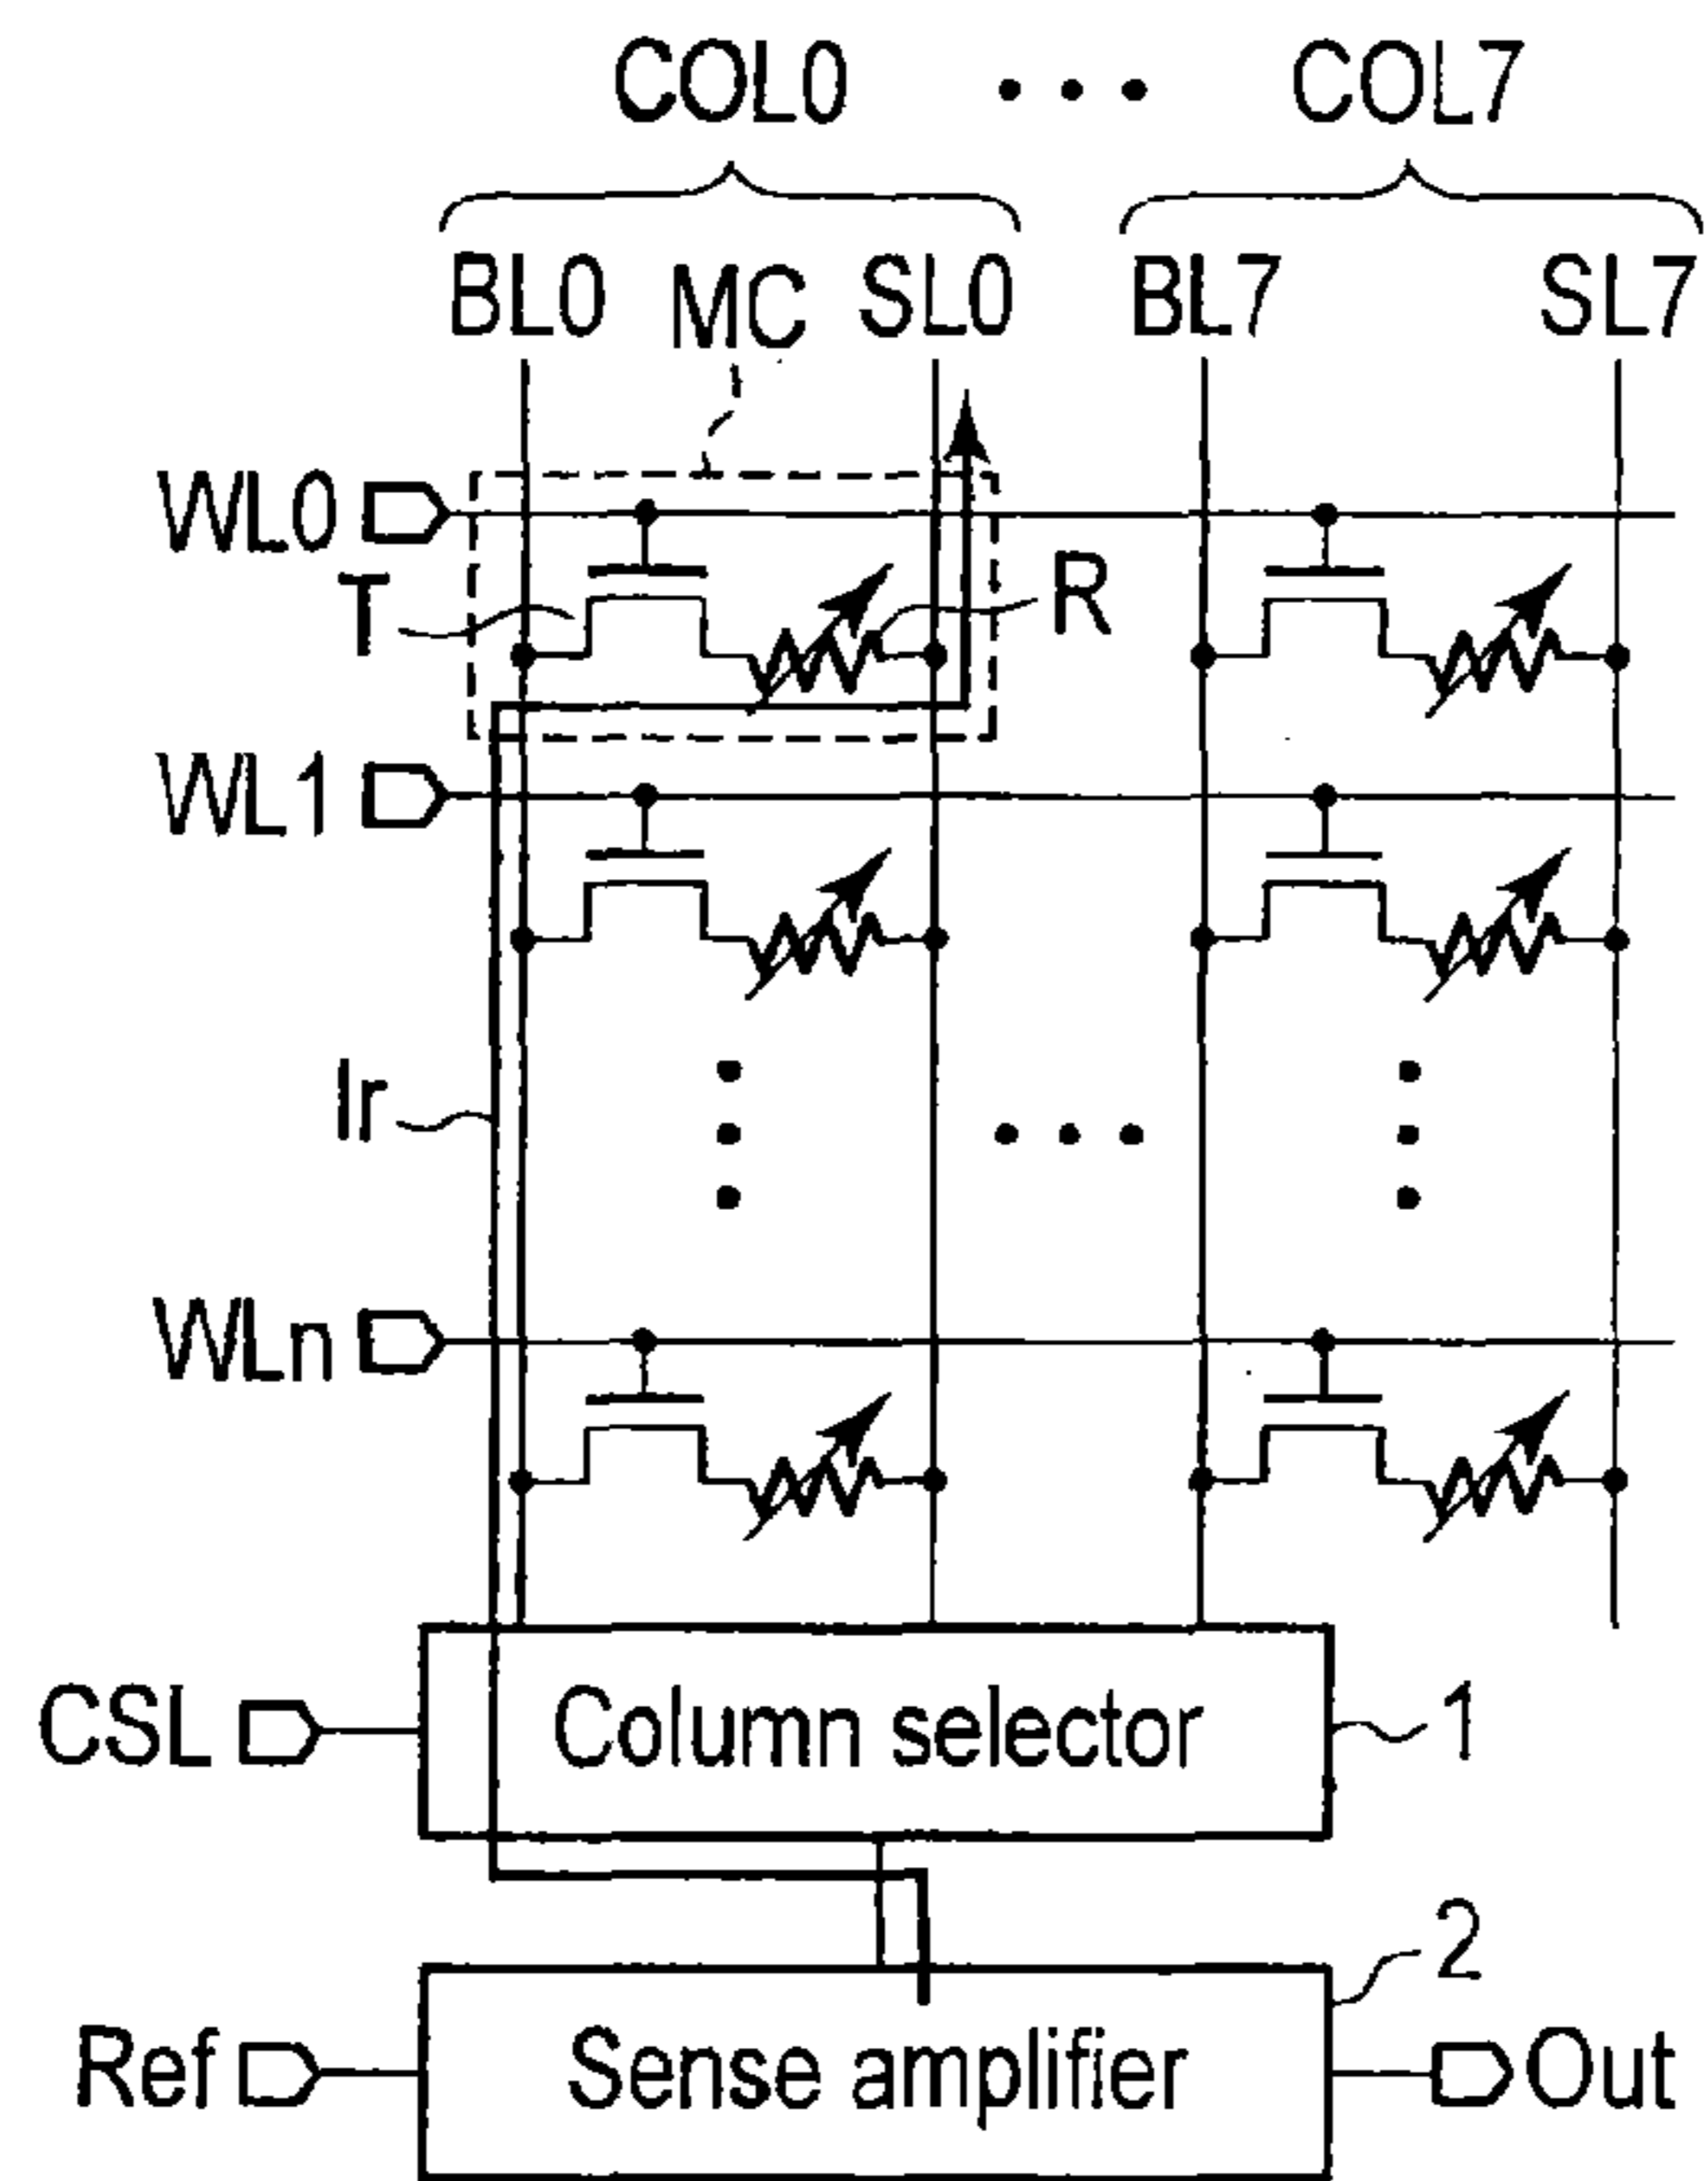 COL0 • • • COL7
BL0 MC SL0 BL7 SL7
WL0
T R
WL1
Ir
WLn
CSL Column selector 1
2
Ref Sense amplifier Out